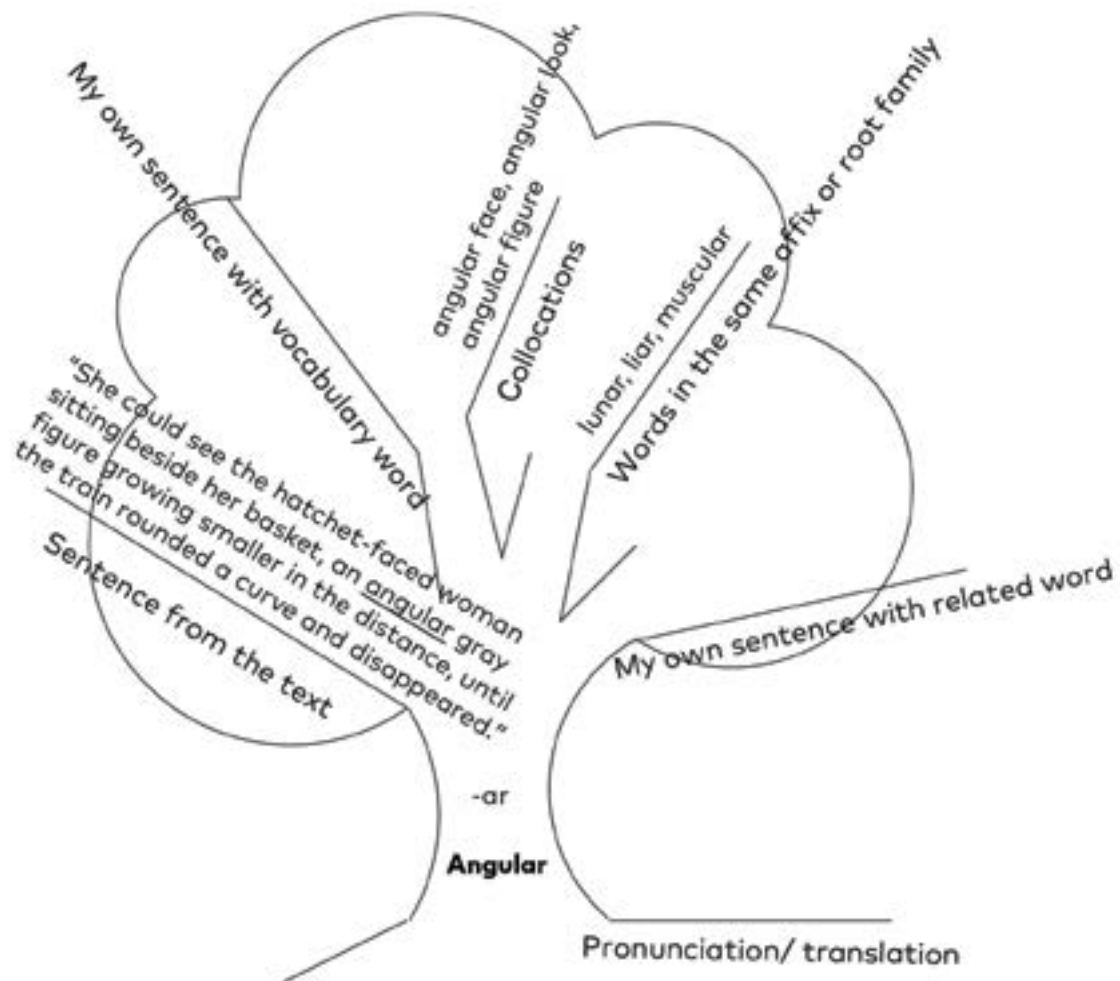 My own sentence with vocabulary word
angular face, angular look,
angular figure
Collocations
lunar, liar, muscular
Words in the same affix or root family
"She could see the hatchet-faced woman
sitting beside her basket, an angular gray
figure growing smaller in the distance, until
the train rounded a curve and disappeared."
Sentence from the text
My own sentence with related word
-ar
Angular
Pronunciation/ translation